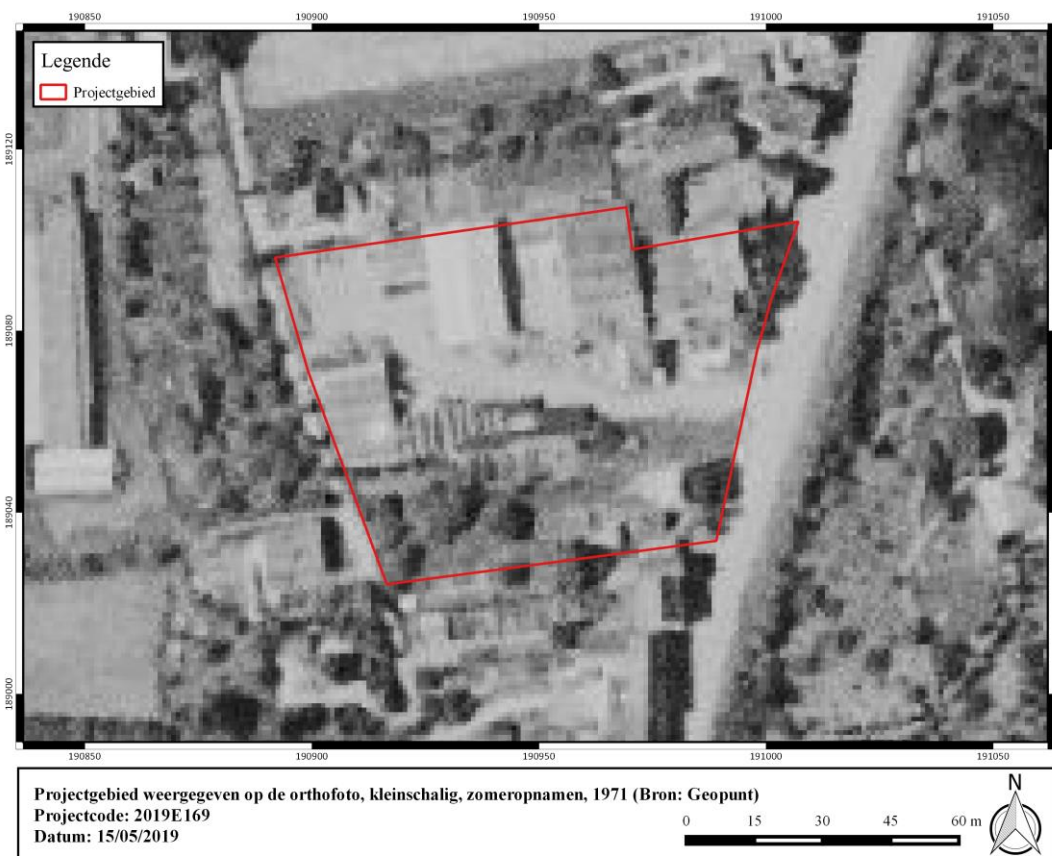 190850 190900 190950 191000 191050
Legende
Projectgebied
189120
189080
189040
189000
190850 190900 190950 191000 191050
Projectgebied weergegeven op de orthofoto, kleinschalig, zomeropnamen, 1971 (Bron: Geopunt)
Projectcode: 2019E169
Datum: 15/05/2019
0 15 30 45 60 m
N